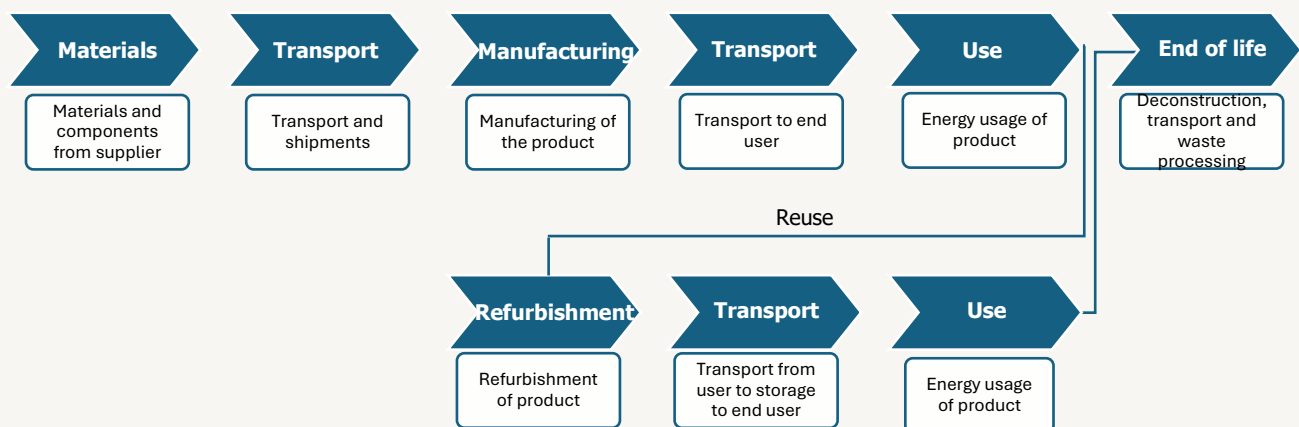 Materials
Transport
Manufacturing
Transport
Use
End of life
Materials and
components
from supplier
Transport and
shipments
Manufacturing of
the product
Transport to end
user
Energy usage of
product
Deconstruction,
transport and
waste
processing
Reuse
Refurbishment
Transport
Use
Refurbishment
of product
Transport from
user to storage
to end user
Energy usage
of product